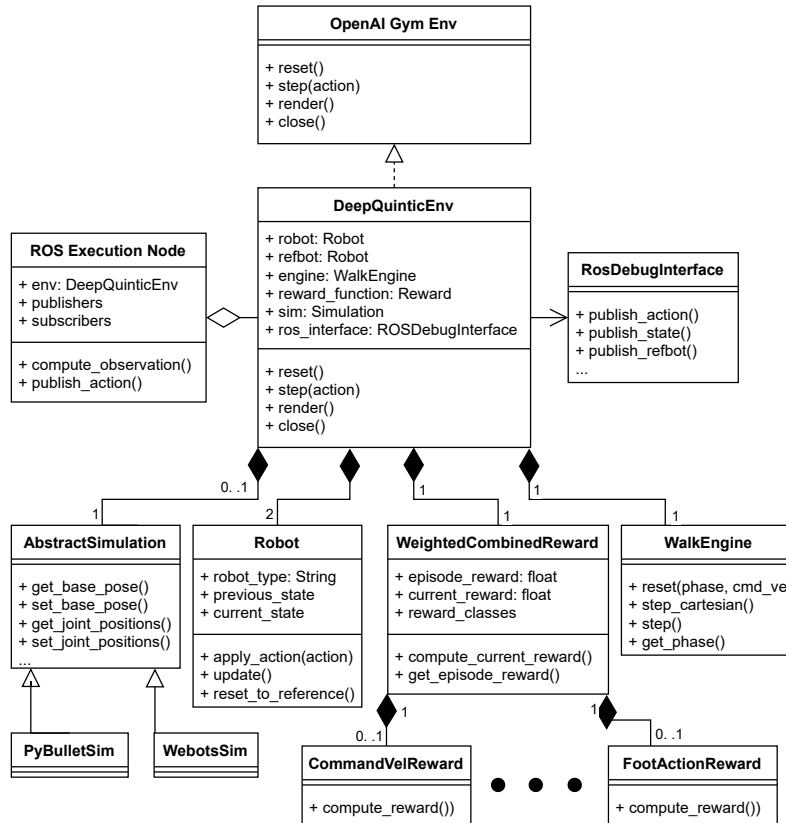 OpenAI Gym Env
+ reset()
+ step(action)
+ render()
+ close()
DeepQuinticEnv
+ robot: Robot
+ refbot: Robot
+ engine: WalkEngine
+ reward_function: Reward
+ sim: Simulation
+ ros_interface: ROSDebugInterface
+ reset()
+ step(action)
+ render()
+ close()
ROS Execution Node
+ env: DeepQuinticEnv
+ publishers
+ subscribers
+ compute_observation()
+ publish_action()
RosDebugInterface
+ publish_action()
+ publish_state()
+ publish_refbot()
...
0. .1
1
2
1
1
1
1
AbstractSimulation
+ get_base_pose()
+ set_base_pose()
+ get_joint_positions()
+ set_joint_positions()
...
Robot
+ robot_type: String
+ previous_state
+ current_state
+ apply_action(action)
+ update()
+ reset_to_reference()
WeightedCombinedReward
+ episode_reward: float
+ current_reward: float
+ reward_classes
+ compute_current_reward()
+ get_episode_reward()
WalkEngine
+ reset(phase, cmd_ve
+ step_cartesian()
+ step()
+ get_phase()
1
1
0. .1
0. .1
PyBulletSim
WebotsSim
CommandVelReward
+ compute_reward())
FootActionReward
+ compute_reward())